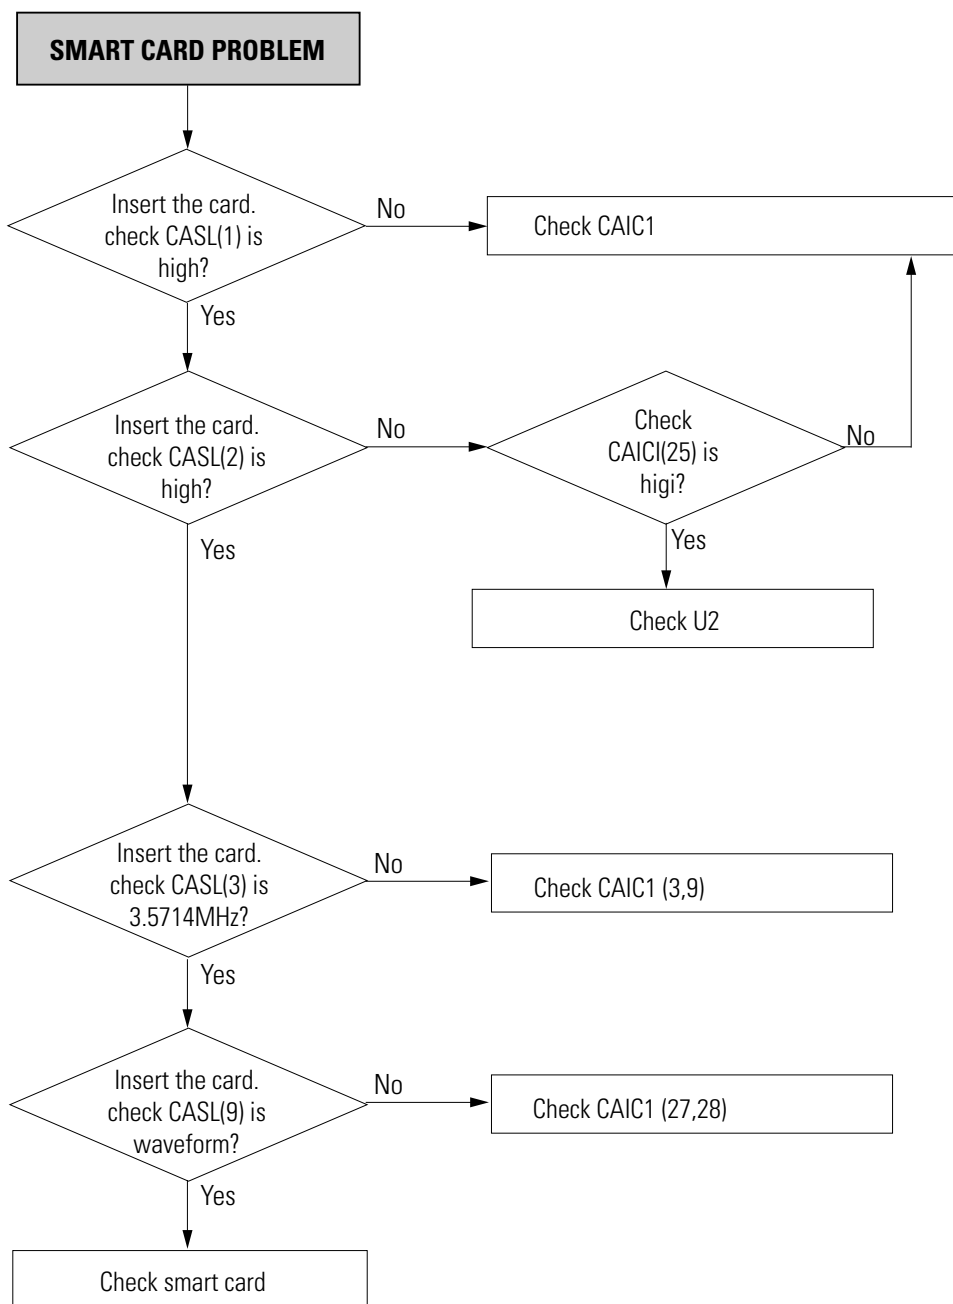 SMART CARD PROBLEM
Insert the card.
check CASL(1) is
high?
No
Check CAIC1
Yes
Insert the card.
check CASL(2) is
high?
No
Check
CAICI(25) is
higi?
No
Yes
Yes
Check U2
Insert the card.
check CASL(3) is
3.5714MHz?
No
Check CAIC1 (3,9)
Yes
Insert the card.
check CASL(9) is
waveform?
No
Check CAIC1 (27,28)
Yes
Check smart card